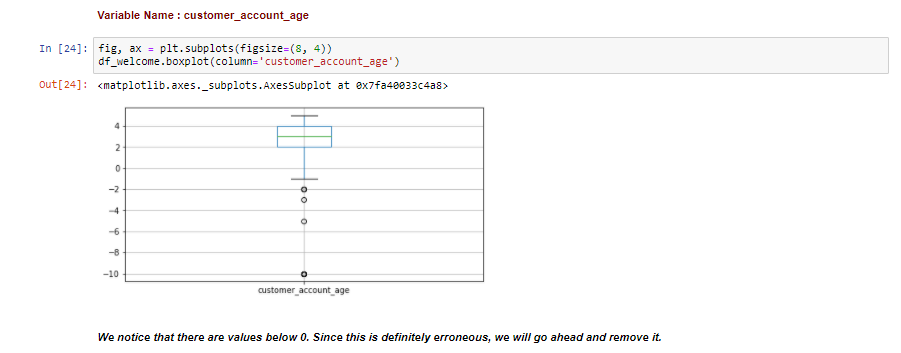 Variable Name : customer_account_age
In [24]: fig, ax = plt.subplots(figsize=(8, 4))
df_welcome.boxplot(column='customer_account_age')
Out[24]: <matplotlib.axes._subplots.AxesSubplot at 0x7fa40033c4a8>
4
2
0
−2
−4
−6
−8
−10
customer_account_age
We notice that there are values below 0. Since this is definitely erroneous, we will go ahead and remove it.